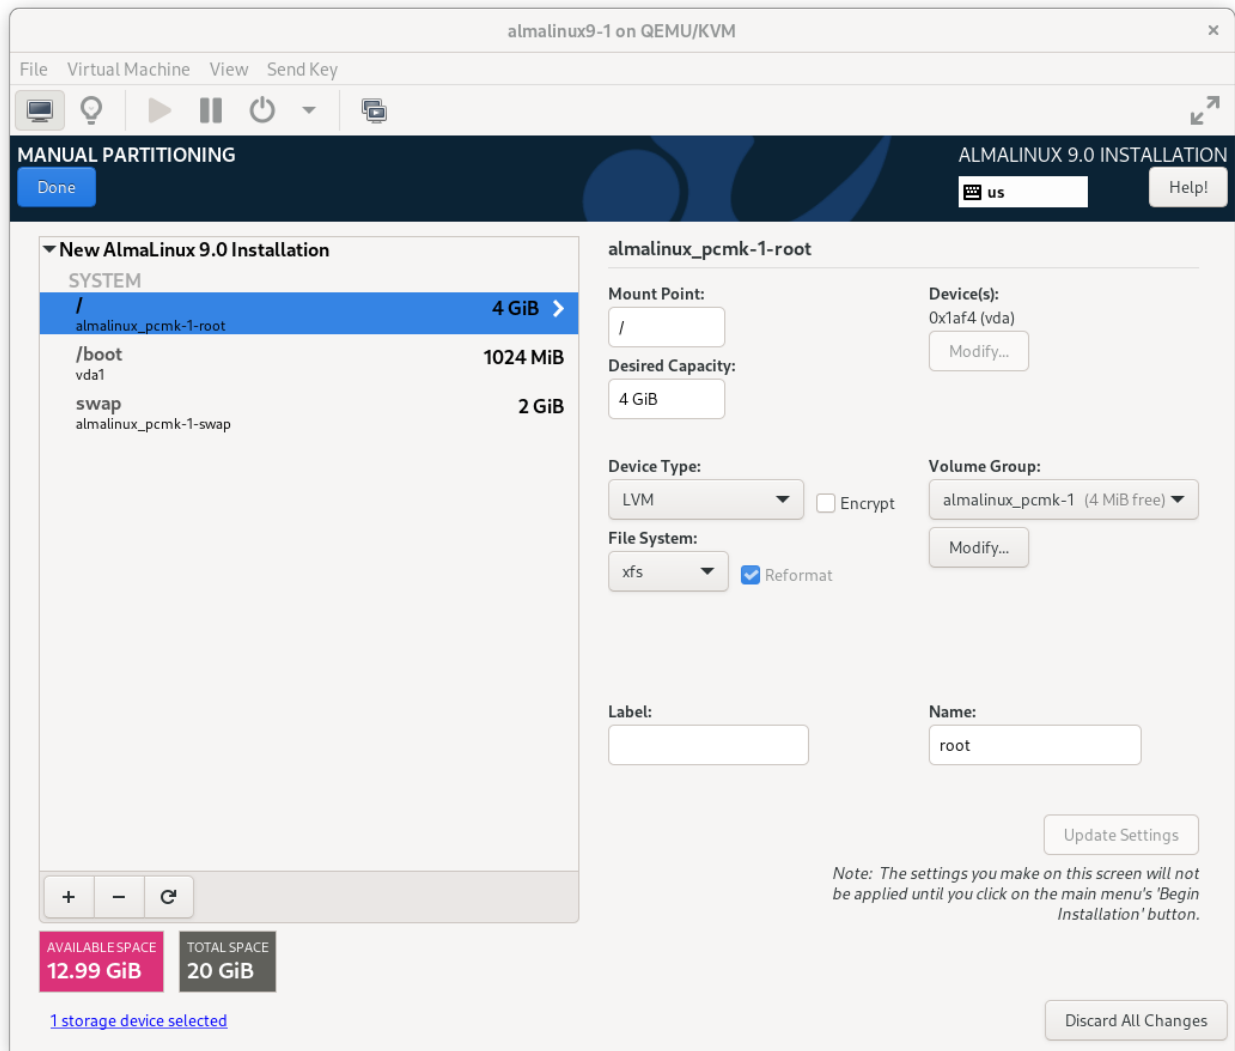 almalinux9-1 on QEMU/KVM
File Virtual Machine View Send Key
MANUAL PARTITIONING
ALMALINUX 9.0 INSTALLATION
Done
us
Help!
New AlmaLinux 9.0 Installation
SYSTEM
/ 4 GiB
almalinux_pcmk-1-root
/boot 1024 MiB
vda1
swap 2 GiB
almalinux_pcmk-1-swap
almalinux_pcmk-1-root
Mount Point:
/
Device(s):
0x1af4 (vda)
Modify...
Desired Capacity:
4 GiB
Device Type:
LVM
Encrypt
Volume Group:
almalinux_pcmk-1 (4 MiB free)
Modify...
File System:
xfs
Reformat
Label:
Name:
root
Update Settings
Note: The settings you make on this screen will not
be applied until you click on the main menu's 'Begin
Installation' button.
AVAILABLE SPACE
12.99 GiB
TOTAL SPACE
20 GiB
1 storage device selected
Discard All Changes